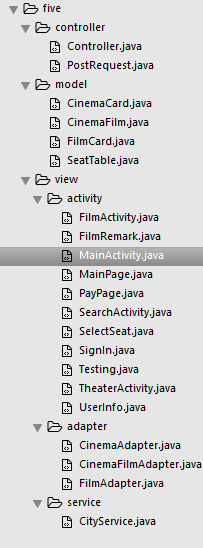 five
controller
Controller.java
PostRequest.java
model
CinemaCard.java
CinemaFilm.java
FilmCard.java
SeatTable.java
view
activity
FilmActivity.java
FilmRemark.java
MainActivity.java
MainPage.java
PayPage.java
SearchActivity.java
SelectSeat.java
SignIn.java
Testing.java
TheaterActivity.java
UserInfo.java
adapter
CinemaAdapter.java
CinemaFilmAdapter.java
FilmAdapter.java
service
CityService.java